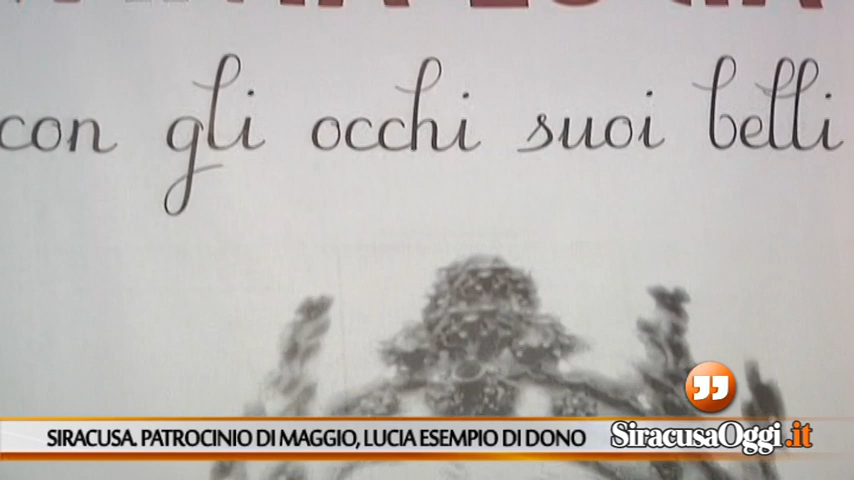 con gli occhi suoi belli
SIRACUSA. PATROCINIO DI MAGGIO, LUCIA ESEMPIO DI DONO
SiracusaOggi.it